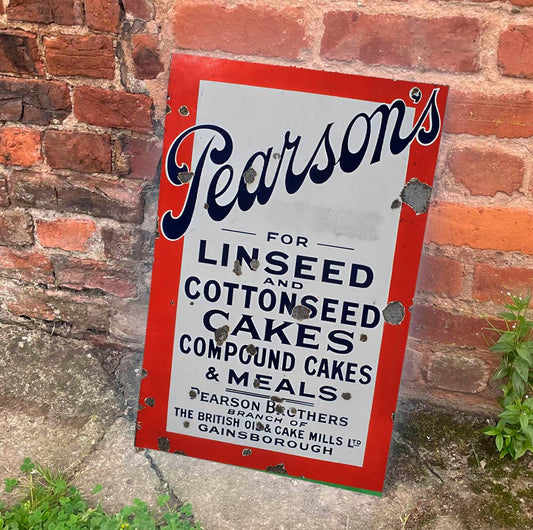 Pearson's
FOR
LINSEED
AND
COTTONSEED
CAKES
COMPOUND CAKES
& MEALS
PEARSON BROTHERS
BRANCH OF
THE BRITISH OIL & CAKE MILLS LTD
GAINSBOROUGH